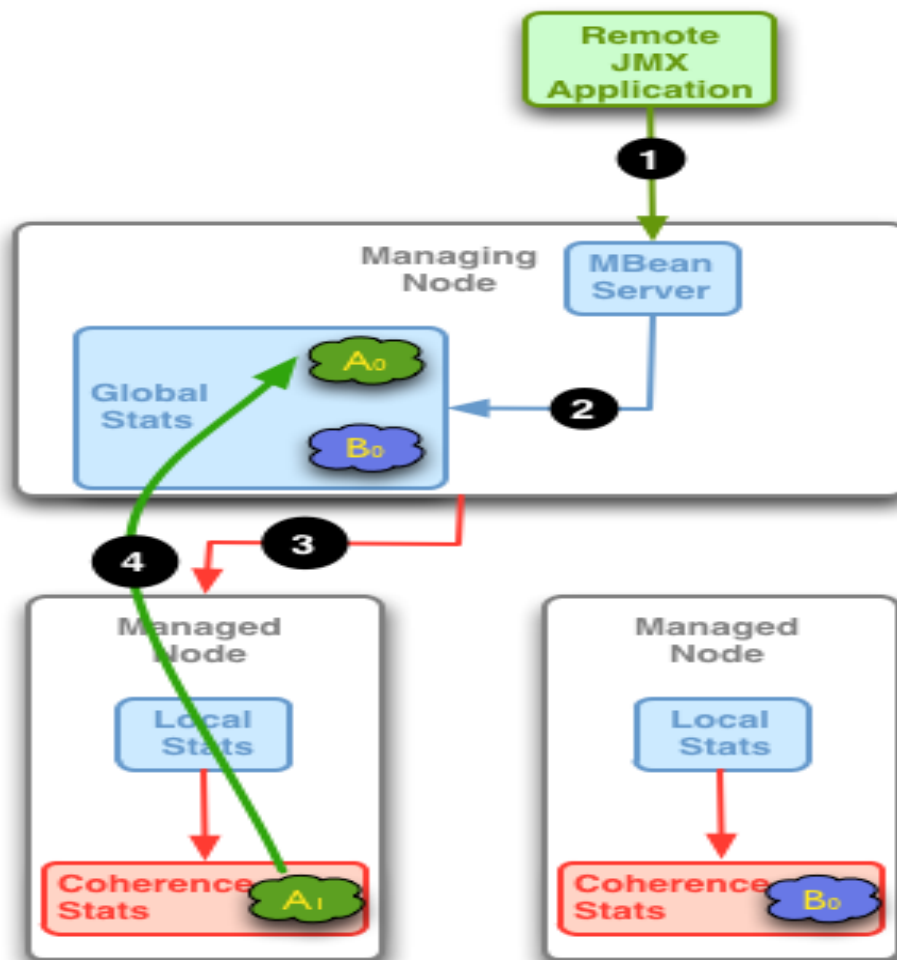 Remote
JMX
Application
1
Managing
Node
MBean
Server
Global
Stats
A0
B0
2
3
4
Managed
Node
Local
Stats
Coherence
Stats
A1
Managed
Node
Local
Stats
Coherence
Stats
B0